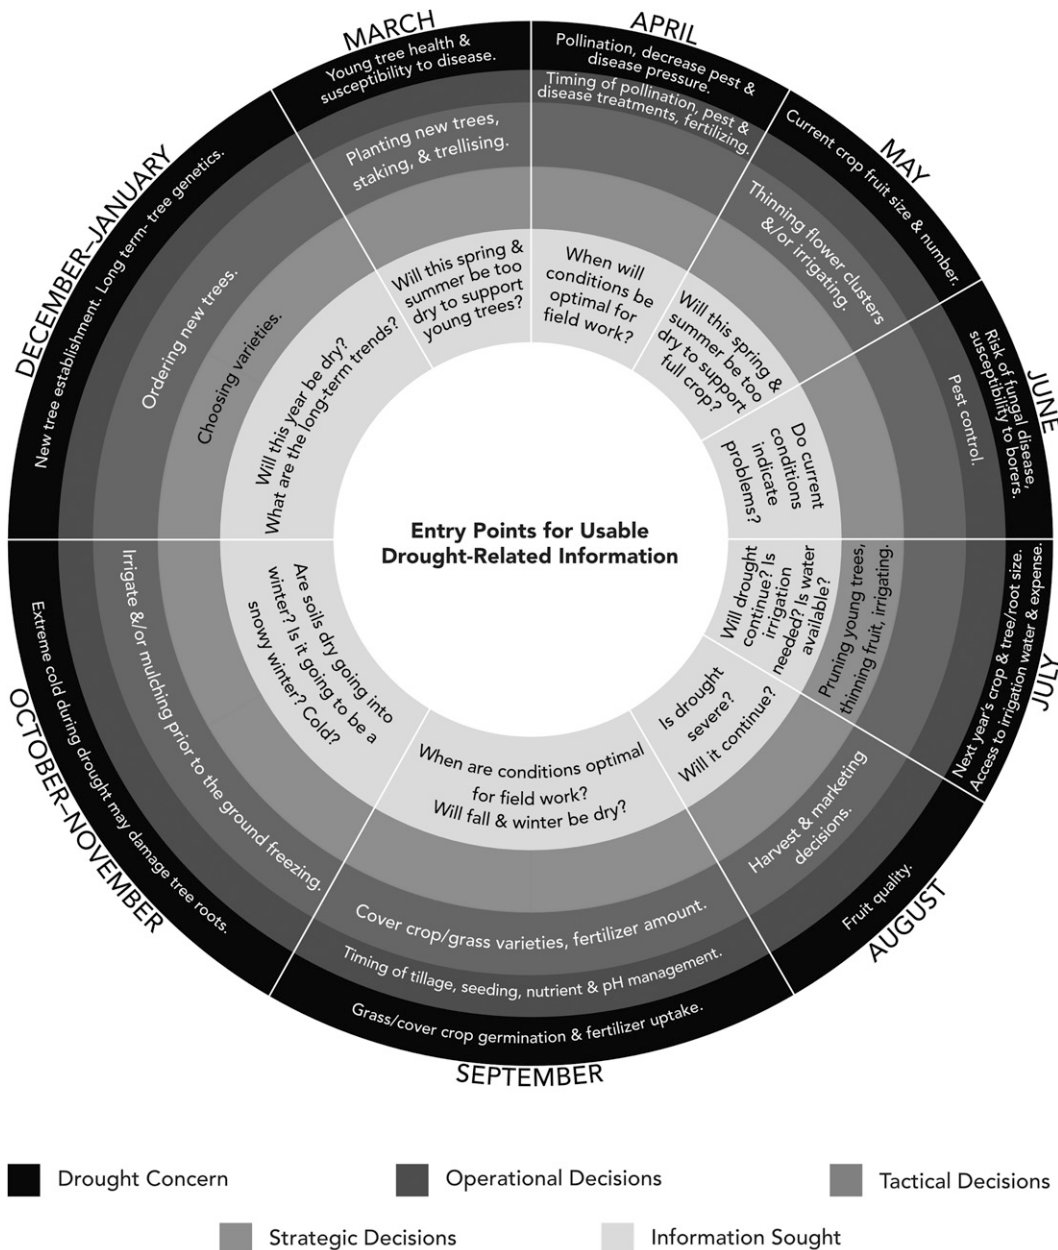 MARCH
Young tree health &
susceptibility to disease.
Planting new trees,
staking, & trellising.
Will this spring &
summer be too
dry to support
young trees?
APRIL
Pollination, decrease pest &
disease pressure.
Timing of pollination, pest &
disease treatments, fertilizing.
When will
conditions be
optimal for
field work?
MAY
Current crop fruit size & number.
Thinning flower clusters
&/or irrigating.
Will this spring &
summer be too
dry to support
full crop?
JUNE
Risk of fungal disease,
susceptibility to borers.
Pest control.
Do current
conditions
indicate
problems?
JULY
Next year's crop & tree/root size.
Access to irrigation water & expense.
Pruning young trees,
thinning fruit, irrigating.
Will drought
continue? Is
irrigation
needed? Is water
available?
AUGUST
Fruit quality.
Harvest & marketing
decisions.
Is drought
severe?
Will it continue?
SEPTEMBER
Grass/cover crop germination & fertilizer uptake.
Timing of tillage, seeding, nutrient & pH management.
Cover crop/grass varieties, fertilizer amount.
When are conditions optimal
for field work?
Will fall & winter be dry?
OCTOBER–NOVEMBER
Extreme cold during drought may damage tree roots.
Irrigate &/or mulching prior to the ground freezing.
Are soils dry going into
winter? Is it going to be a
snowy winter? Cold?
DECEMBER–JANUARY
New tree establishment. Long term- tree genetics.
Ordering new trees.
Choosing varieties.
Will this year be dry?
What are the long-term trends?
Entry Points for Usable
Drought-Related Information
Drought Concern
Operational Decisions
Tactical Decisions
Strategic Decisions
Information Sought